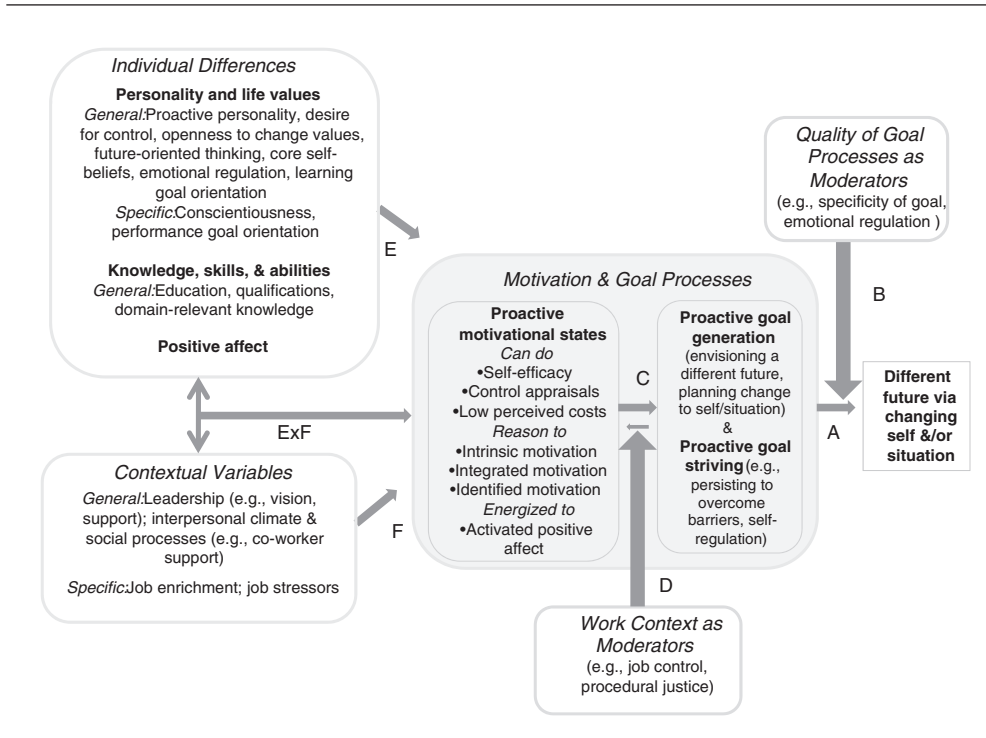 Individual Differences
Personality and life values
General:Proactive personality, desire
for control, openness to change values,
future-oriented thinking, core self-
beliefs, emotional regulation, learning
goal orientation
Specific:Conscientiousness,
performance goal orientation
Knowledge, skills, & abilities
General:Education, qualifications,
domain-relevant knowledge
Positive affect
E
ExF
Contextual Variables
General:Leadership (e.g., vision,
support); interpersonal climate &
social processes (e.g., co-worker
support)
Specific:Job enrichment; job stressors
F
Motivation & Goal Processes
Proactive
motivational states
Can do
•Self-efficacy
•Control appraisals
•Low perceived costs
Reason to
•Intrinsic motivation
•Integrated motivation
•Identified motivation
Energized to
•Activated positive
affect
C
Proactive goal
generation
(envisioning a
different future,
planning change
to self/situation)
&
Proactive goal
striving (e.g.,
persisting to
overcome
barriers, self-
regulation)
D
Work Context as
Moderators
(e.g., job control,
procedural justice)
Quality of Goal
Processes as
Moderators
(e.g., specificity of goal,
emotional regulation )
B
A
Different
future via
changing
self &/or
situation